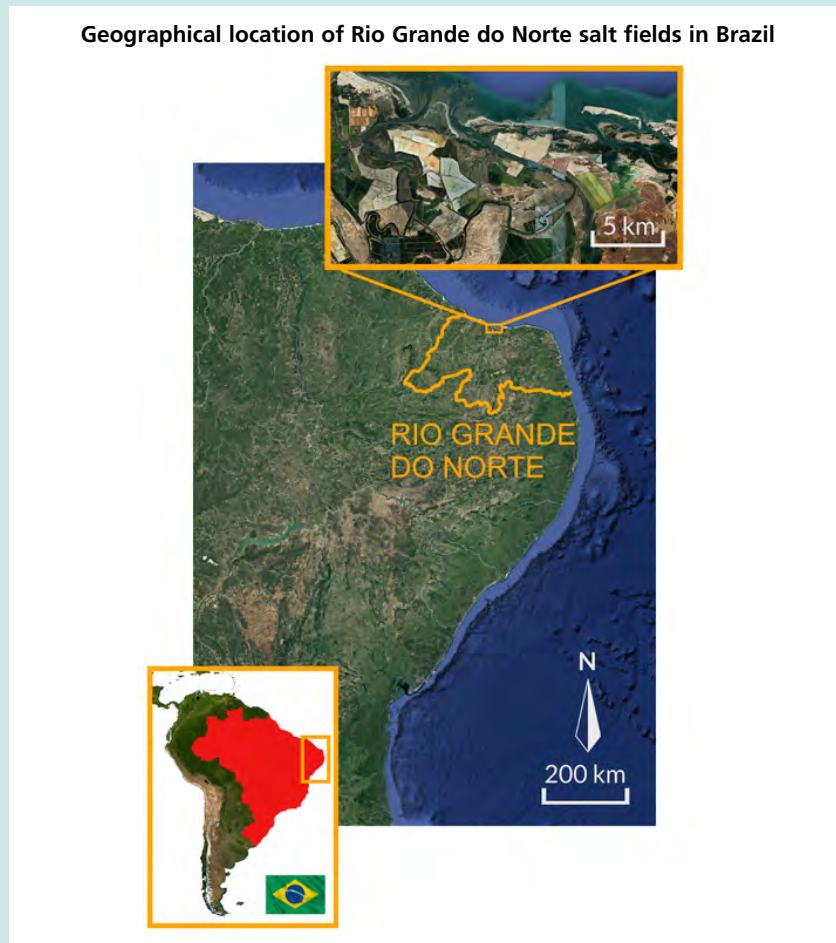 Geographical location of Rio Grande do Norte salt fields in Brazil
5 km
RIO GRANDE
DO NORTE
N
200 km